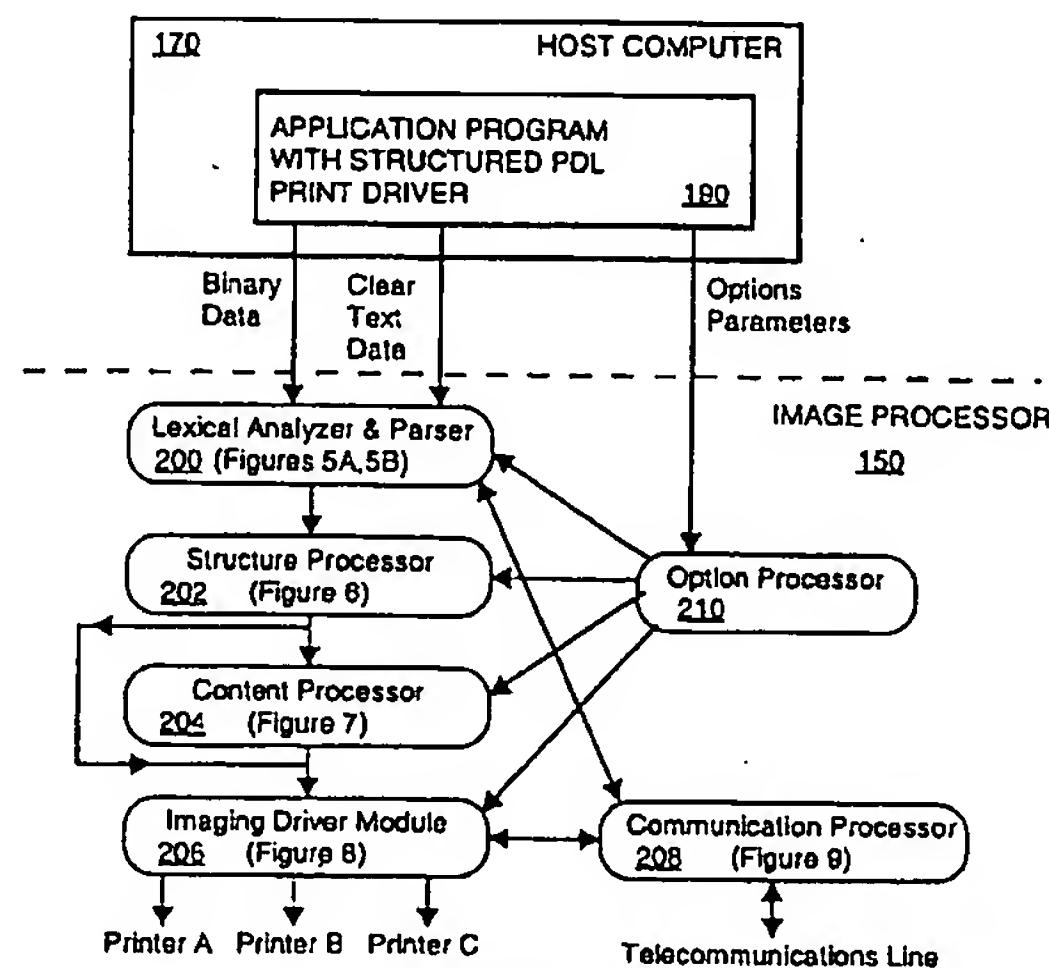 170 HOST COMPUTER
APPLICATION PROGRAM
WITH STRUCTURED PDL
PRINT DRIVER 190
Binary
Data
Clear
Text
Data
Options
Parameters
IMAGE PROCESSOR
150
Lexical Analyzer & Parser
200 (Figures 5A,5B)
Structure Processor
202 (Figure 6)
Option Processor
210
Content Processor
204 (Figure 7)
Imaging Driver Module
206 (Figure 8)
Communication Processor
208 (Figure 9)
Printer A Printer B Printer C
Telecommunications Line